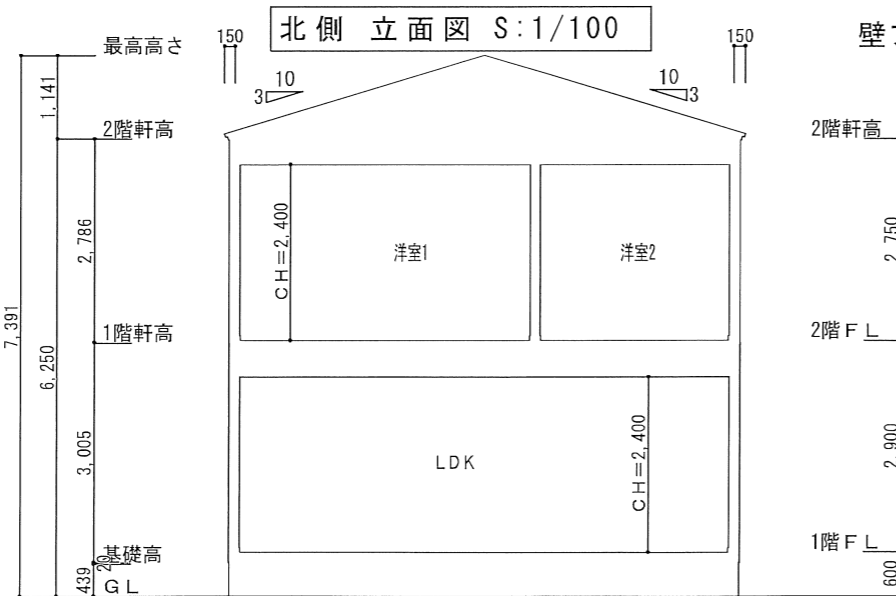 北側 立面図 S:1/100
150
150
壁
最高高さ
10
3
10
3
1,141
2階軒高
2階軒高
CH=2,400
洋室1
洋室2
2,786
2,750
7,391
6,250
1階軒高
2階FL
3,005
LDK
CH=2,400
2,900
基礎高
20
1階FL
439
GL
600